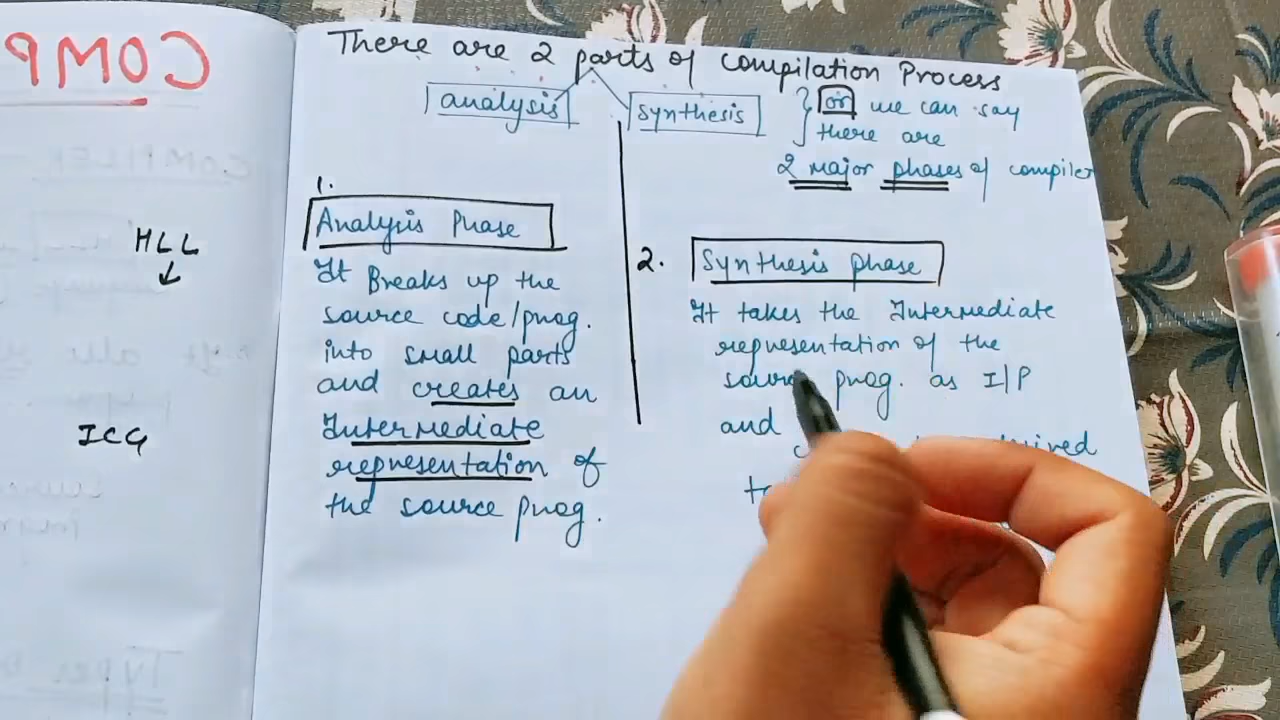 There are 2 parts of Compilation Process
analysis
synthesis
or we can say
there are
2 major phases of compiler
1.
Analysis Phase
It Breaks up the
source code/prog.
into small parts
and creates an
Intermediate
representation of
the source prog.
2.
Synthesis phase
It takes the Intermediate
representation of the
source prog. as I/P
and
HLL
↓
ICG
COMP